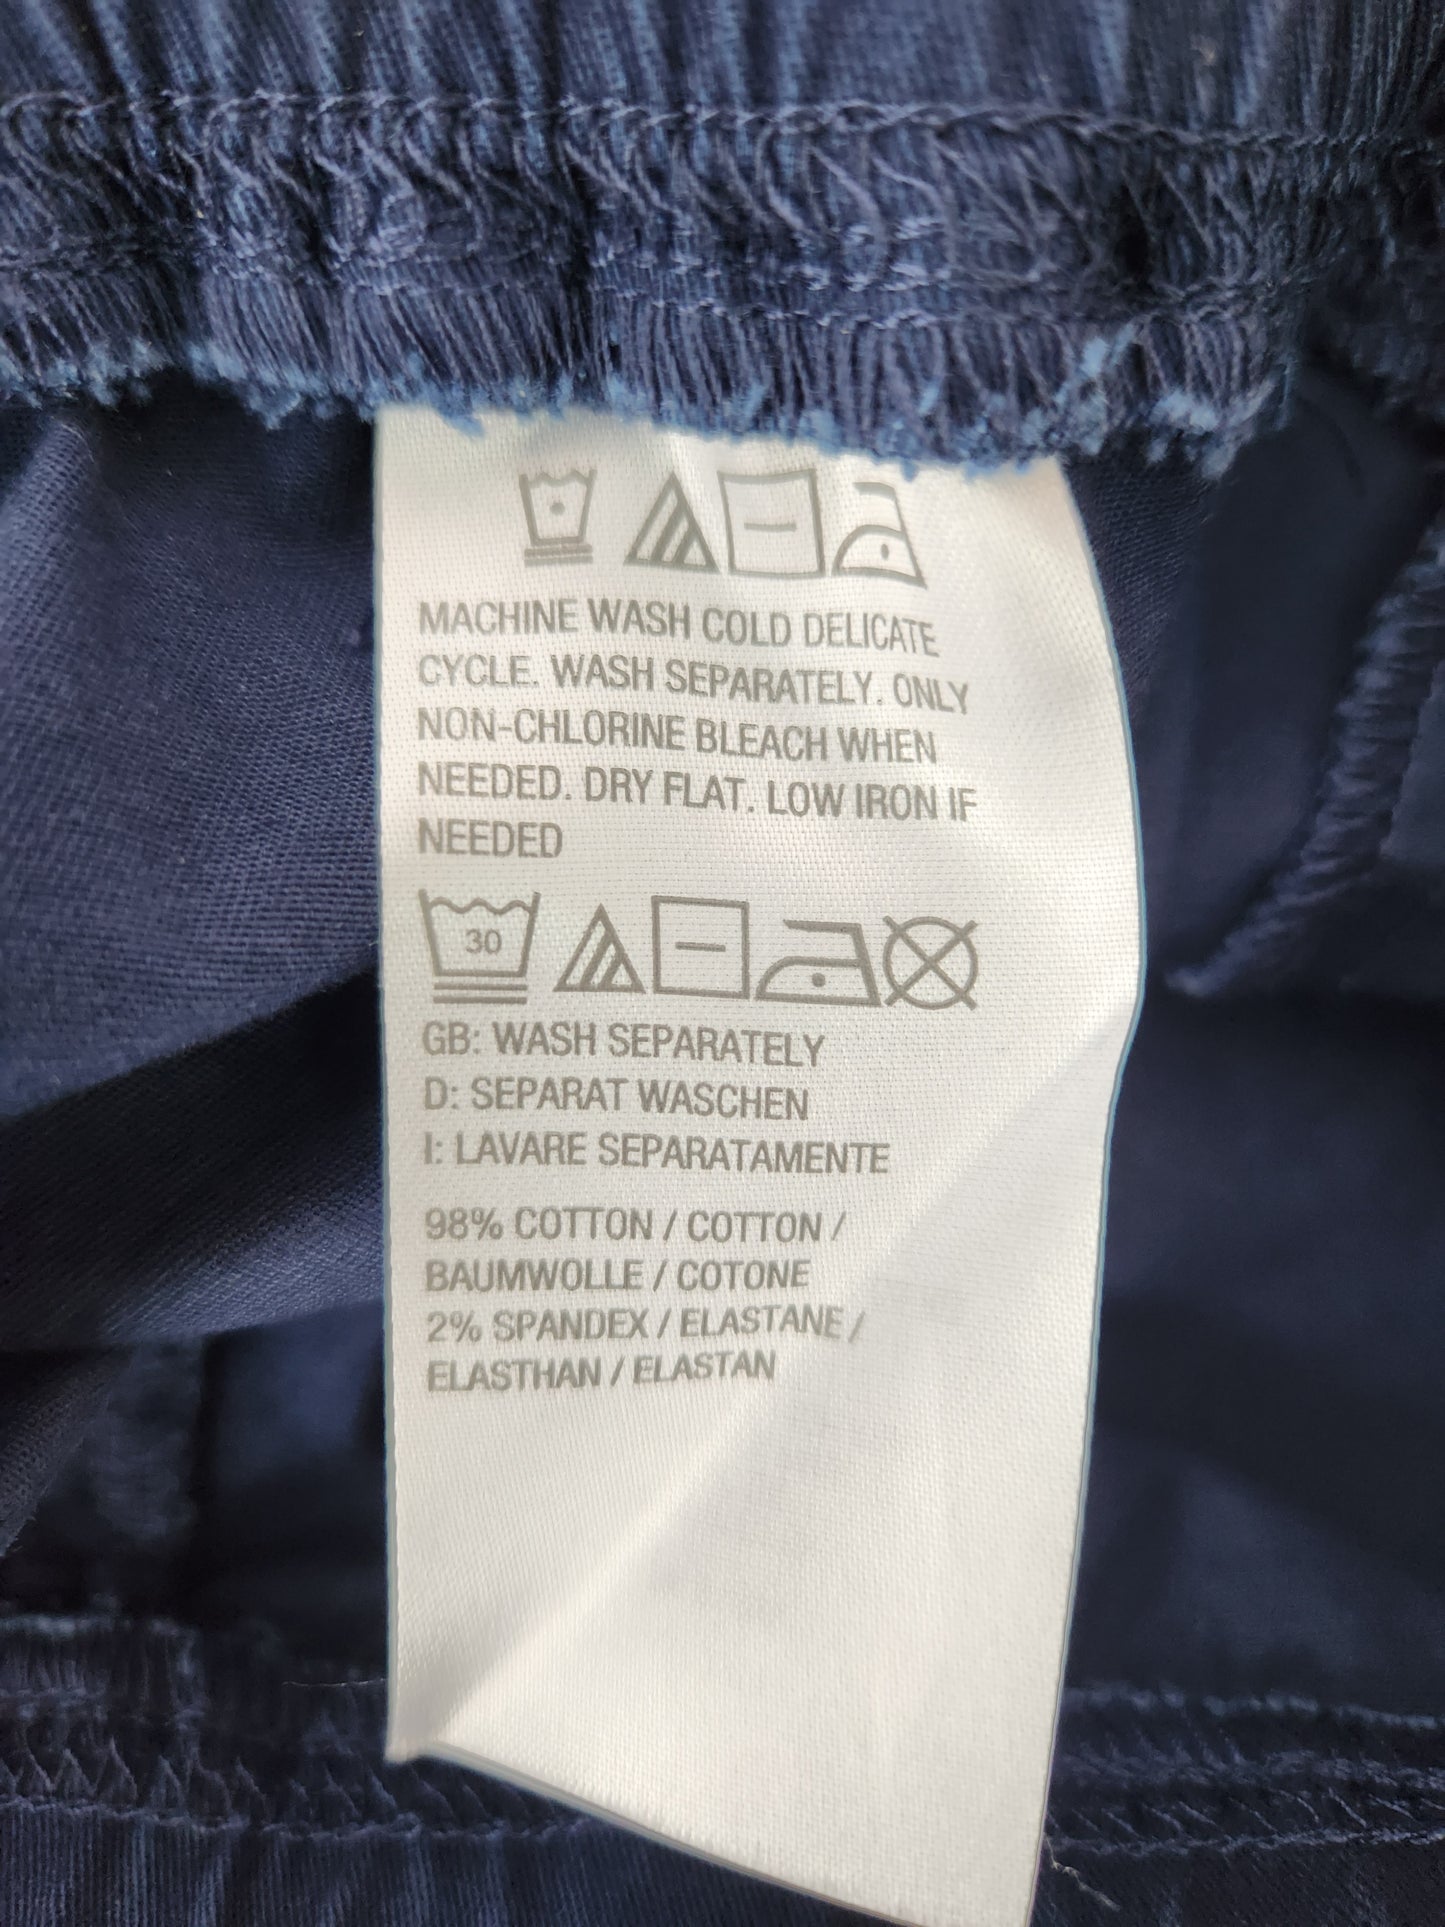 MACHINE WASH COLD DELICATE
CYCLE. WASH SEPARATELY. ONLY
NON-CHLORINE BLEACH WHEN
NEEDED. DRY FLAT. LOW IRON IF
NEEDED
30
GB: WASH SEPARATELY
D: SEPARAT WASCHEN
I: LAVARE SEPARATAMENTE
98% COTTON / COTTON /
BAUMWOLLE / COTONE
2% SPANDEX / ELASTANE /
ELASTHAN / ELASTAN